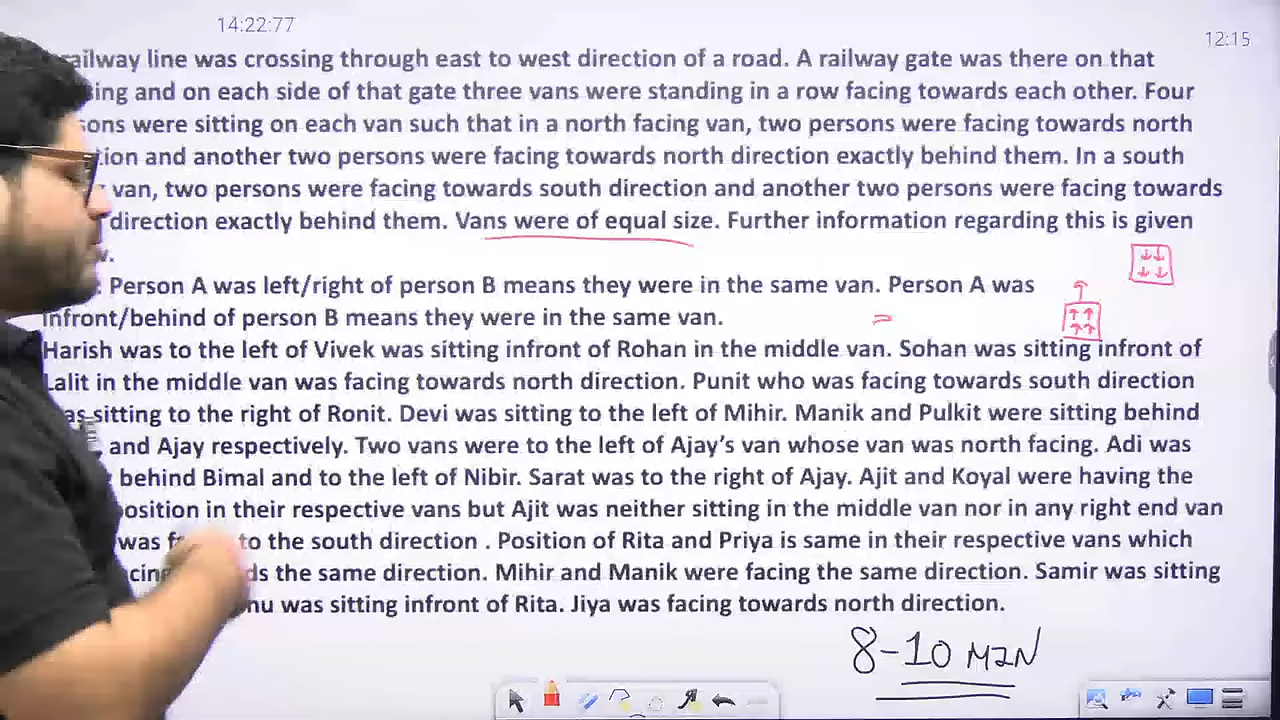 14:22:77
12:15
railway line was crossing through east to west direction of a road. A railway gate was there on that
ing and on each side of that gate three vans were standing in a row facing towards each other. Four
sons were sitting on each van such that in a north facing van, two persons were facing towards north
tion and another two persons were facing towards north direction exactly behind them. In a south
van, two persons were facing towards south direction and another two persons were facing towards
direction exactly behind them. Vans were of equal size. Further information regarding this is given
w.
: Person A was left/right of person B means they were in the same van. Person A was
infront/behind of person B means they were in the same van.
Harish was to the left of Vivek was sitting infront of Rohan in the middle van. Sohan was sitting infront of
Lalit in the middle van was facing towards north direction. Punit who was facing towards south direction
as sitting to the right of Ronit. Devi was sitting to the left of Mihir. Manik and Pulkit were sitting behind
and Ajay respectively. Two vans were to the left of Ajay's van whose van was north facing. Adi was
behind Bimal and to the left of Nibir. Sarat was to the right of Ajay. Ajit and Koyal were having the
position in their respective vans but Ajit was neither sitting in the middle van nor in any right end van
was f to the south direction . Position of Rita and Priya is same in their respective vans which
cing ds the same direction. Mihir and Manik were facing the same direction. Samir was sitting
nu was sitting infront of Rita. Jiya was facing towards north direction.
8-10 MIN